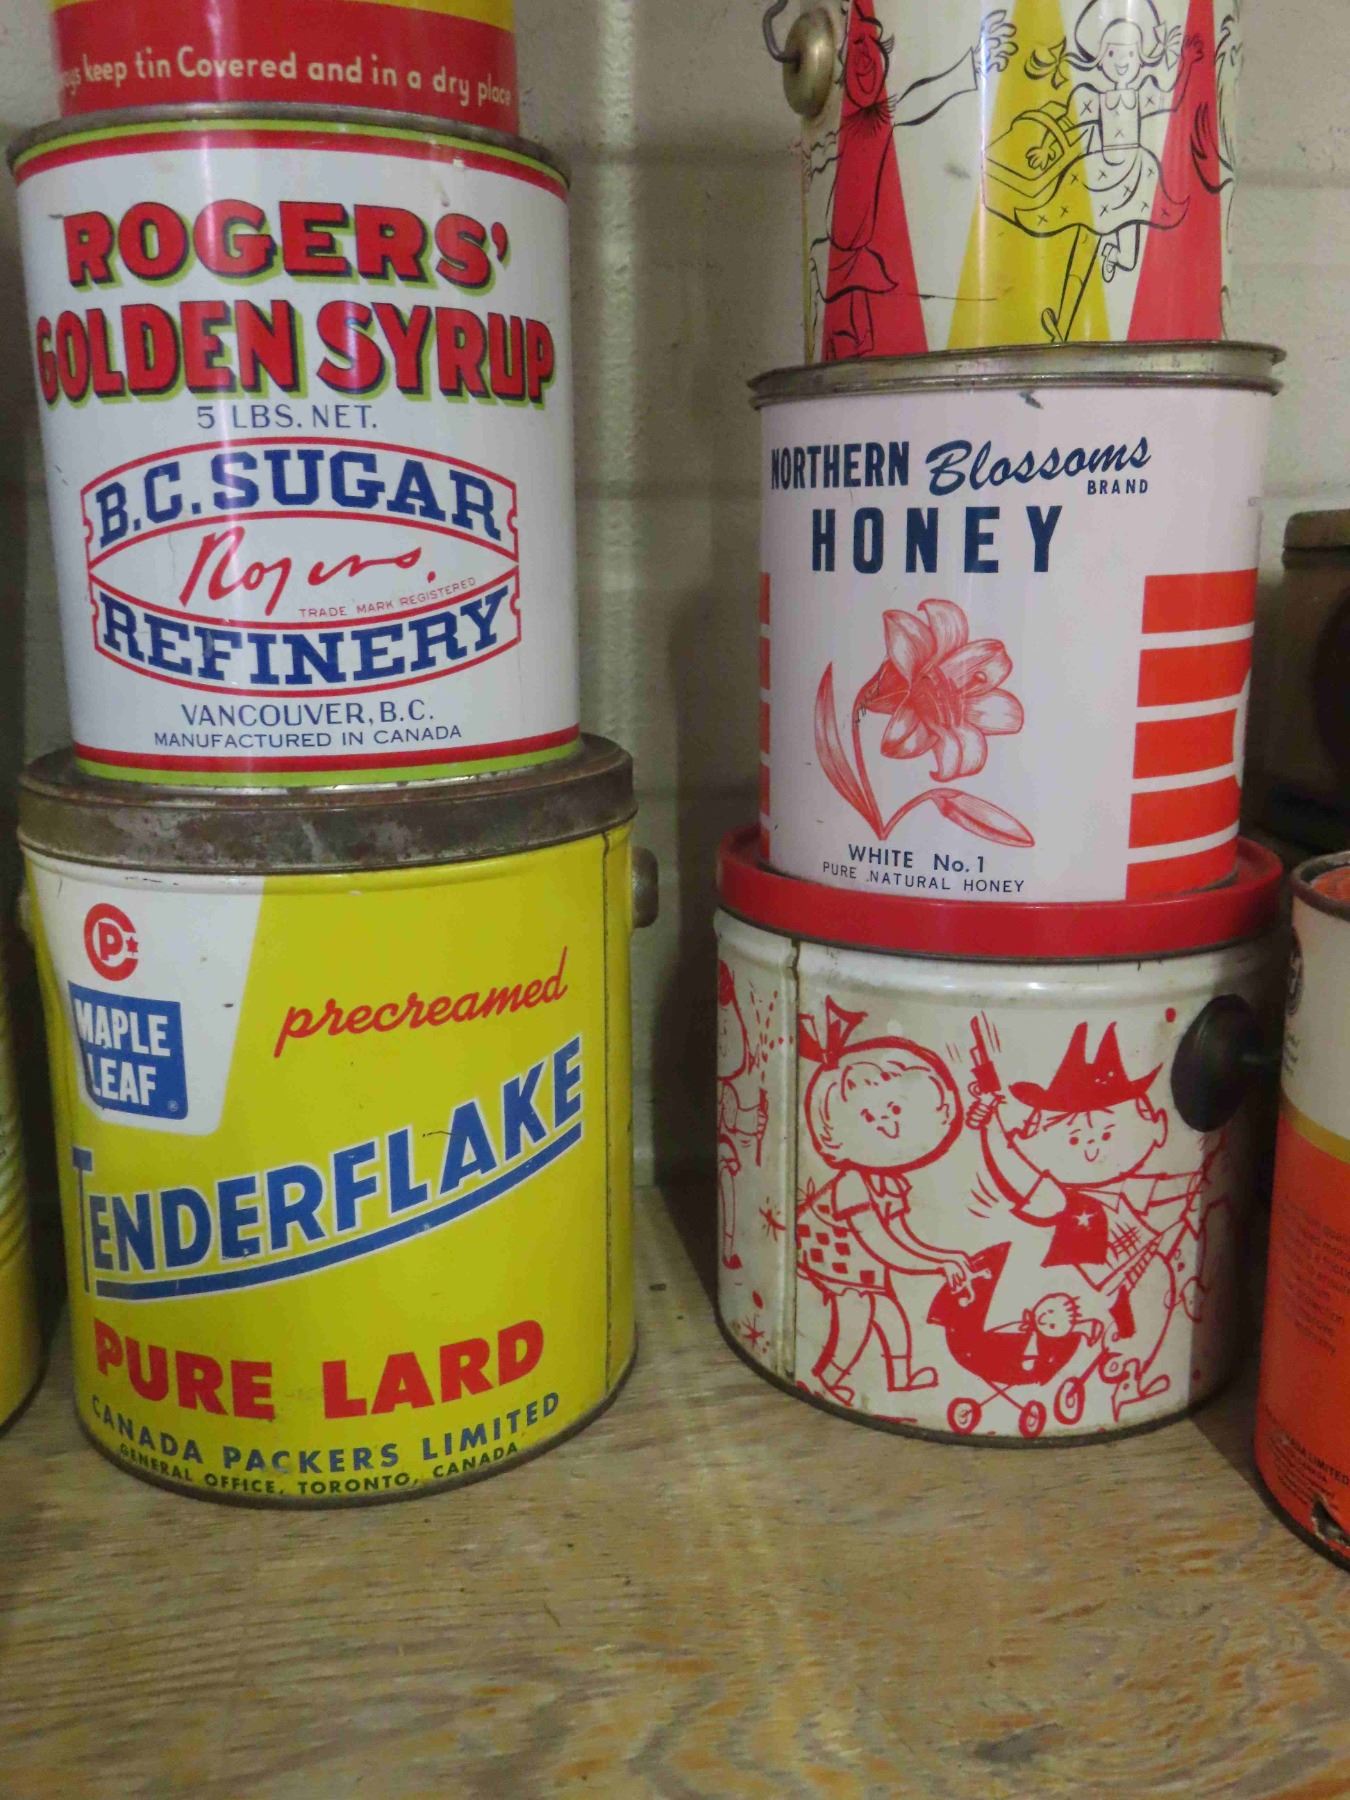 keep tin Covered and in a dry place
ROGERS'
GOLDEN SYRUP
5 LBS. NET.
B.C. SUGAR
Rogers.
TRADE MARK REGISTERED
REFINERY
VANCOUVER, B.C.
MANUFACTURED IN CANADA
CP
MAPLE
LEAF
®
precreamed
TENDERFLAKE
PURE LARD
CANADA PACKERS LIMITED
GENERAL OFFICE, TORONTO, CANADA
NORTHERN Blossoms
BRAND
HONEY
WHITE No. 1
PURE NATURAL HONEY
LIMITED